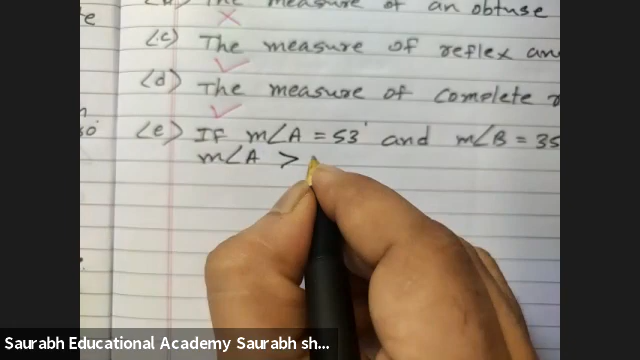 The measure of an obtuse
(c) The measure of reflex
(d) The measure of complete
(e) If m∠A = 53° and m∠B = 35
m∠A >
Saurabh Educational Academy Saurabh sh...